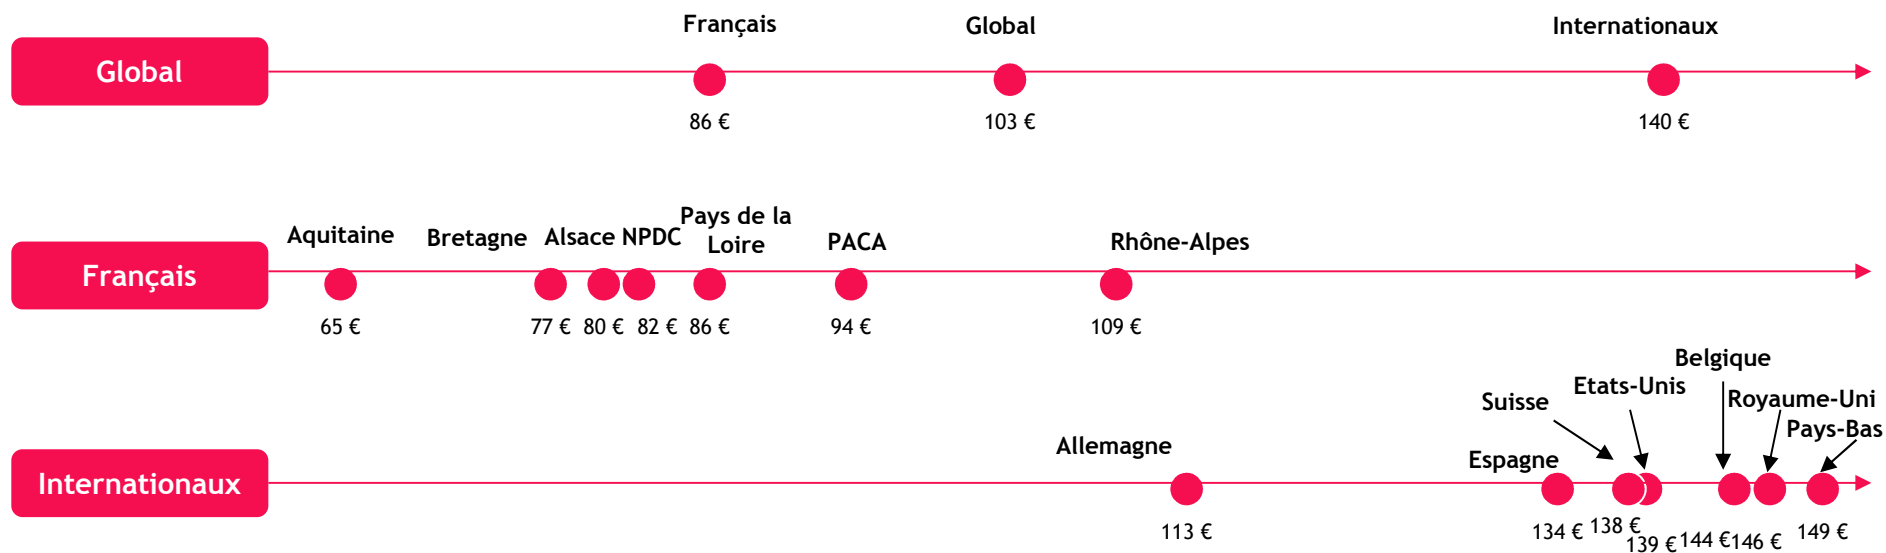 Français Global Internationaux
Global
86 € 103 € 140 €
Aquitaine Bretagne Alsace NPDC Pays de la
Loire PACA Rhône-Alpes
Français
65 € 77 € 80 € 82 € 86 € 94 € 109 €
Belgique
Etats-Unis
Suisse Royaume-Uni
Pays-Bas
Allemagne Espagne
Internationaux
113 € 134 € 138 € 139 € 144 € 146 € 149 €